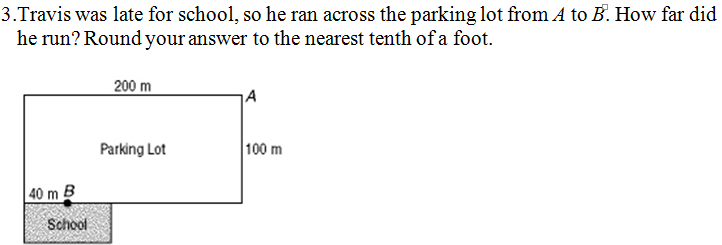 3.Travis was late for school, so he ran across the parking lot from A to B. How far did
he run? Round your answer to the nearest tenth of a foot.
200 m
A
Parking Lot
100 m
40 m B
School